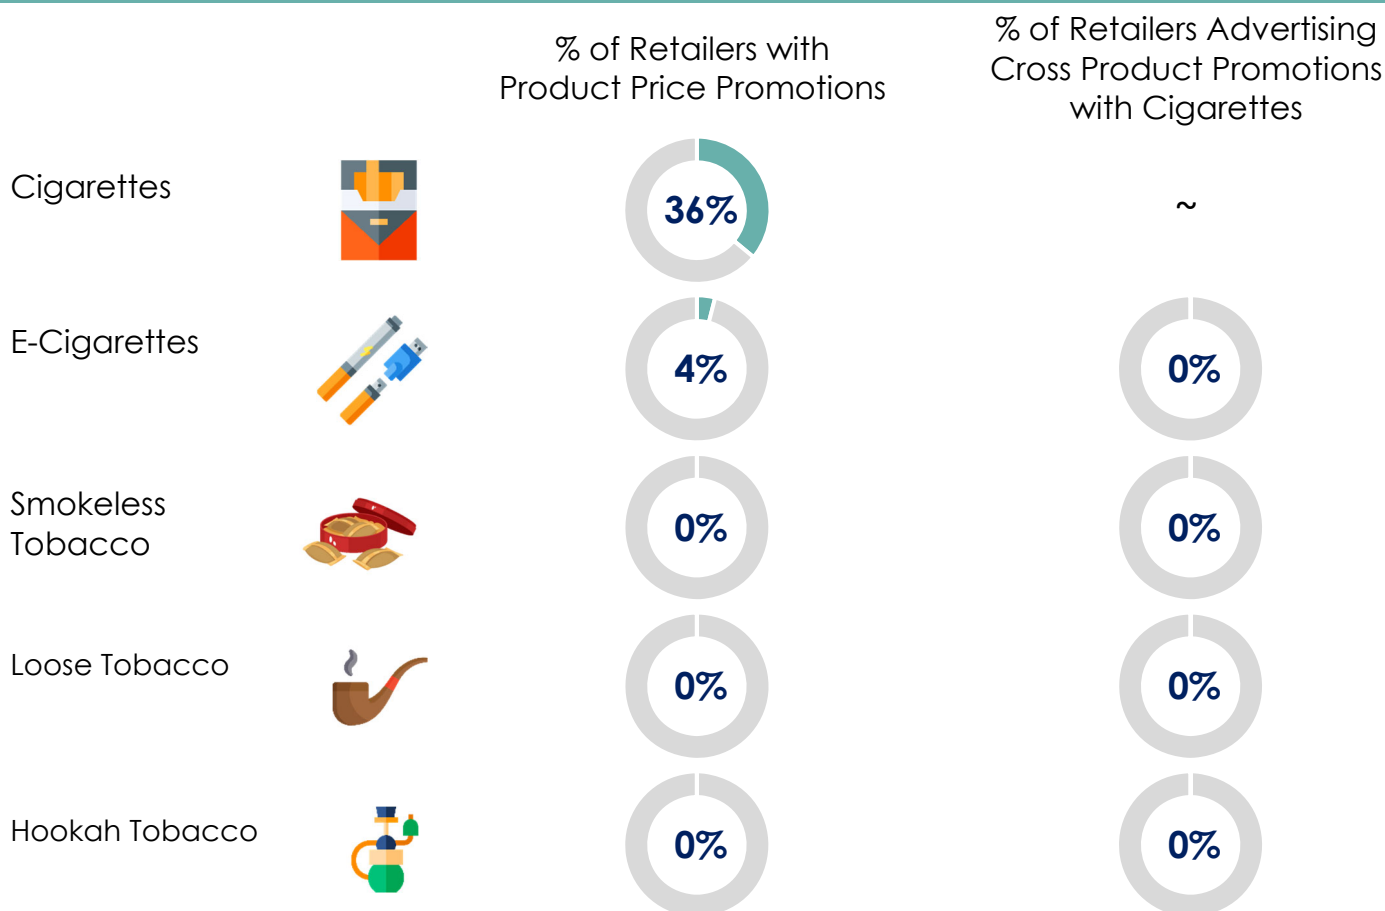 % of Retailers with
Product Price Promotions
% of Retailers Advertising
Cross Product Promotions
with Cigarettes
Cigarettes
36%
~
E-Cigarettes
4%
0%
Smokeless
Tobacco
0%
0%
Loose Tobacco
0%
0%
Hookah Tobacco
0%
0%